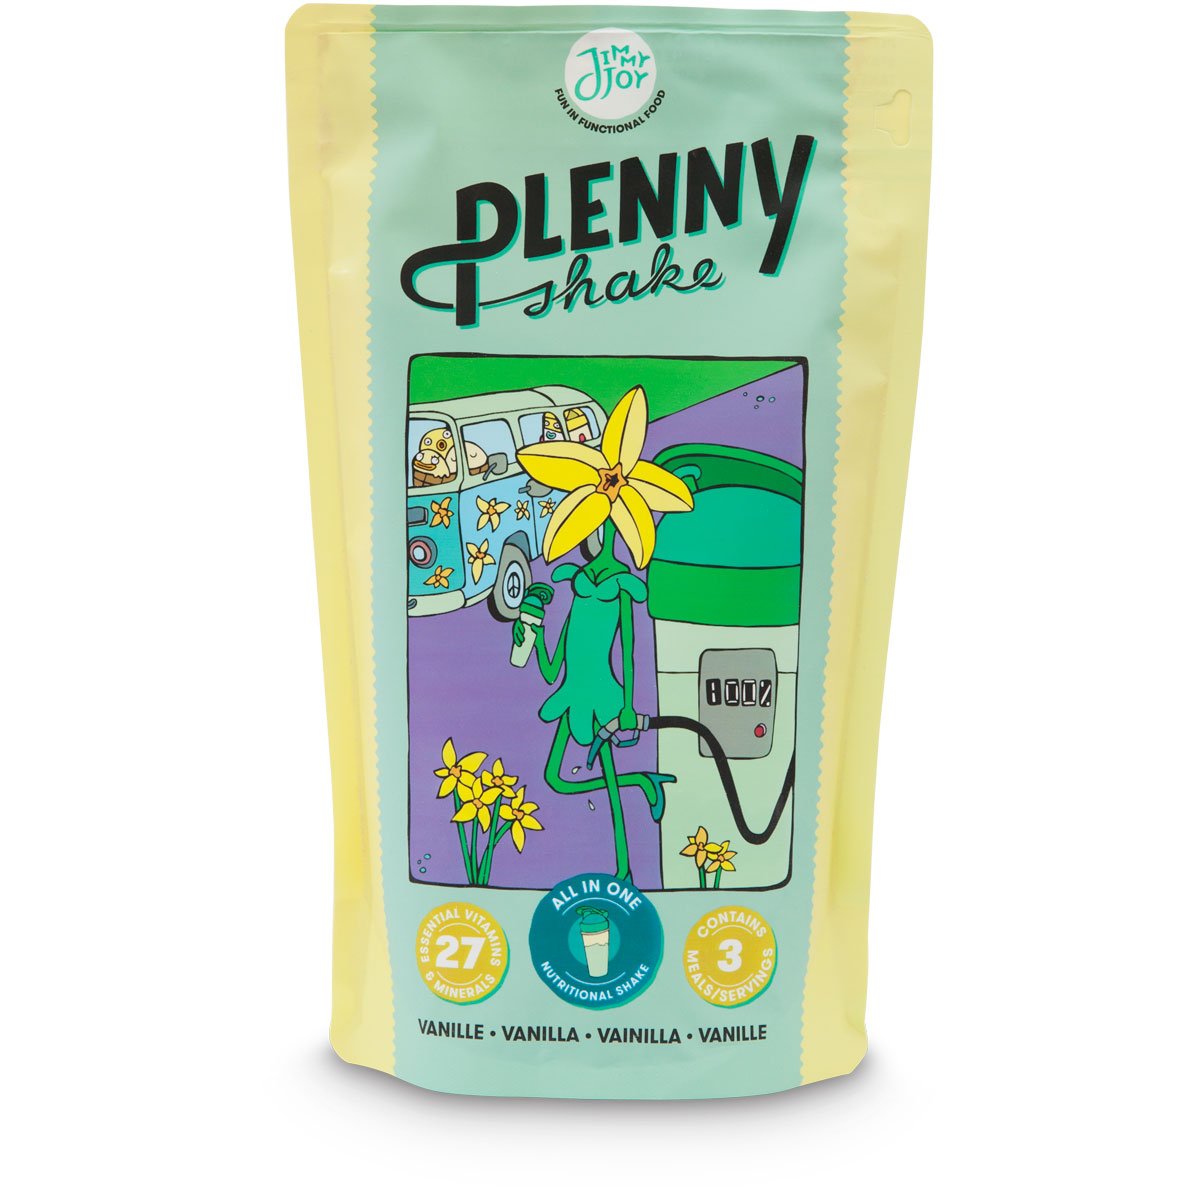 JIMMY
JOY
FUN IN FUNCTIONAL FOOD
PLENNY
shake
100%
ALL IN ONE
NUTRITIONAL SHAKE
ESSENTIAL VITAMINS
27
& MINERALS
CONTAINS
3
MEALS/SERVINGS
VANILLE • VANILLA • VAINILLA • VANILLE